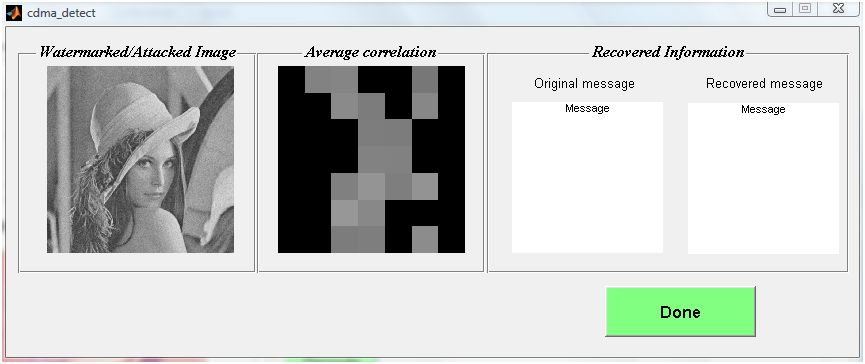 cdma_detect
Watermarked/Attacked Image
Average correlation
Recovered Information
Original message
Recovered message
Message
Message
Done